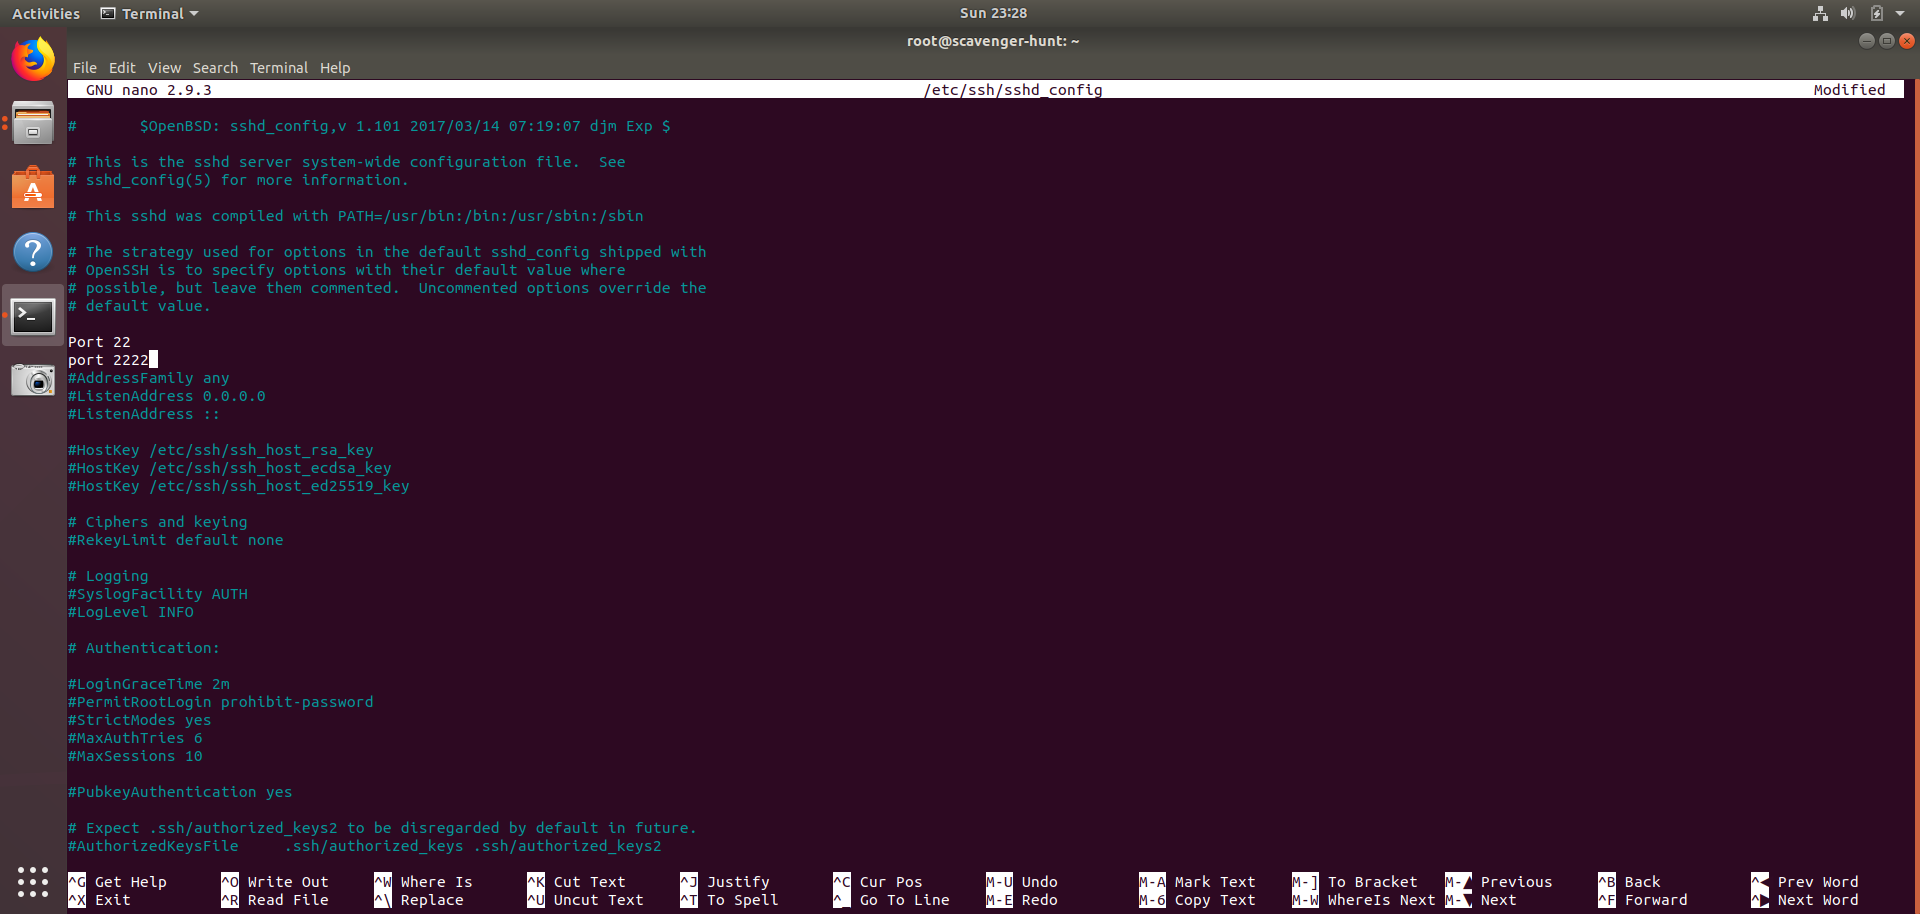 Activities Terminal Sun 23:28
root@scavenger-hunt: ~
File Edit View Search Terminal Help
GNU nano 2.9.3 /etc/ssh/sshd_config Modified
# $OpenBSD: sshd_config,v 1.101 2017/03/14 07:19:07 djm Exp $
# This is the sshd server system-wide configuration file. See
# sshd_config(5) for more information.
# This sshd was compiled with PATH=/usr/bin:/bin:/usr/sbin:/sbin
# The strategy used for options in the default sshd_config shipped with
# OpenSSH is to specify options with their default value where
# possible, but leave them commented. Uncommented options override the
# default value.
Port 22
port 2222
#AddressFamily any
#ListenAddress 0.0.0.0
#ListenAddress ::
#HostKey /etc/ssh/ssh_host_rsa_key
#HostKey /etc/ssh/ssh_host_ecdsa_key
#HostKey /etc/ssh/ssh_host_ed25519_key
# Ciphers and keying
#RekeyLimit default none
# Logging
#SyslogFacility AUTH
#LogLevel INFO
# Authentication:
#LoginGraceTime 2m
#PermitRootLogin prohibit-password
#StrictModes yes
#MaxAuthTries 6
#MaxSessions 10
#PubkeyAuthentication yes
# Expect .ssh/authorized_keys2 to be disregarded by default in future.
#AuthorizedKeysFile .ssh/authorized_keys .ssh/authorized_keys2
^G Get Help ^O Write Out ^W Where Is ^K Cut Text ^J Justify ^C Cur Pos M-U Undo M-A Mark Text M-] To Bracket M-▲ Previous ^B Back ^◀ Prev Word
^X Exit ^R Read File ^\ Replace ^U Uncut Text ^T To Spell ^_ Go To Line M-E Redo M-6 Copy Text M-W WhereIs Next M-▼ Next ^F Forward ^▶ Next Word